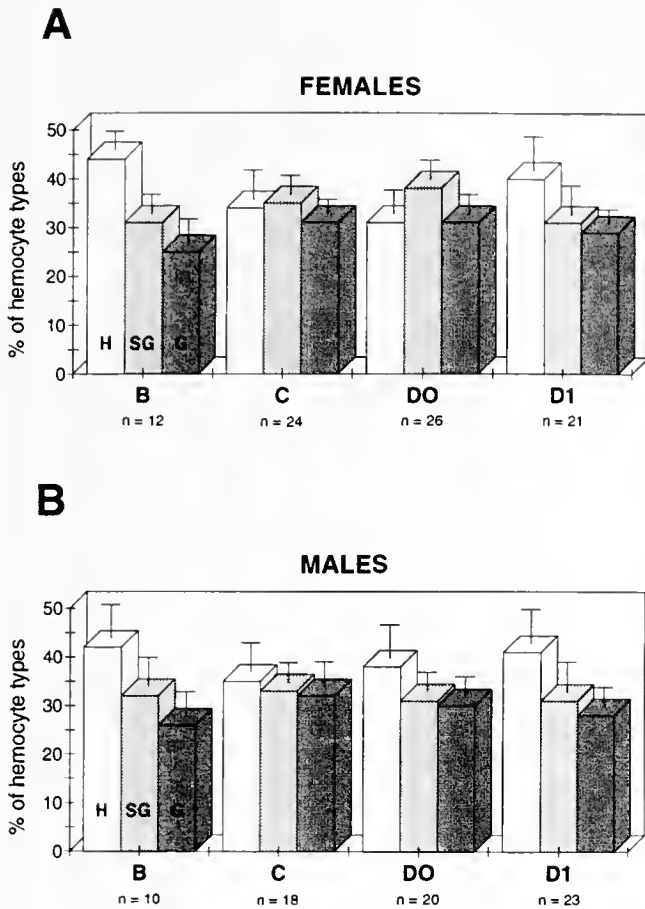 A
FEMALES
% of hemocyte types
50
40
30
20
10
0
H SG G
B C DO D1
n = 12 n = 24 n = 26 n = 21
B
MALES
% of hemocyte types
50
40
30
20
10
0
H SG G
B C DO D1
n = 10 n = 18 n = 20 n = 23